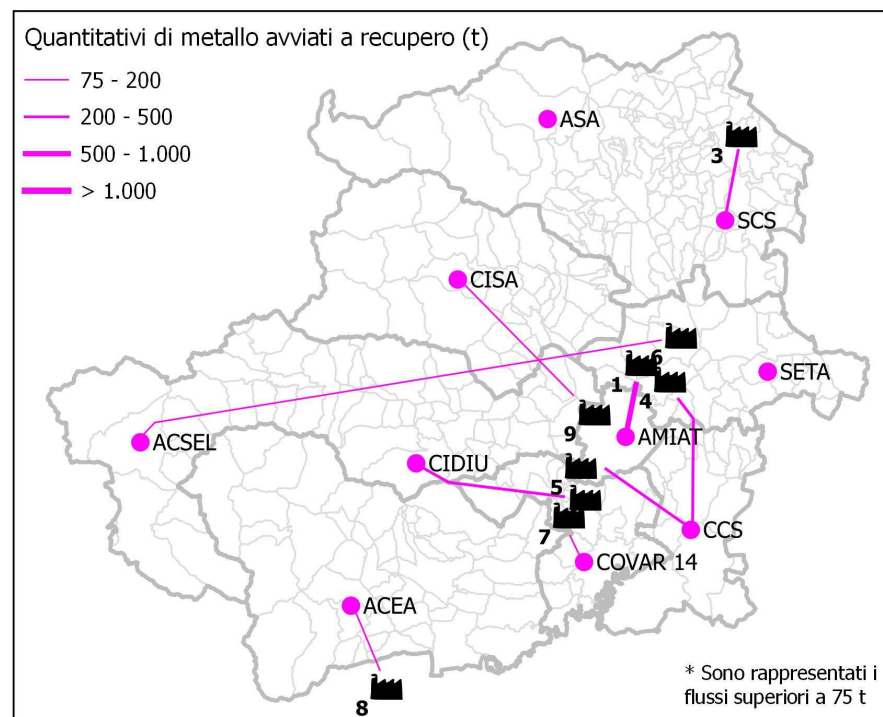 Quantitativi di metallo avviati a recupero (t)
75 - 200
200 - 500
500 - 1.000
> 1.000
ASA
3
SCS
CISA
6
SETA
1
4
ACSEL
9
AMIAT
CIDIU
5
7
CCS
COVAR 14
ACEA
8
* Sono rappresentati i
flussi superiori a 75 t